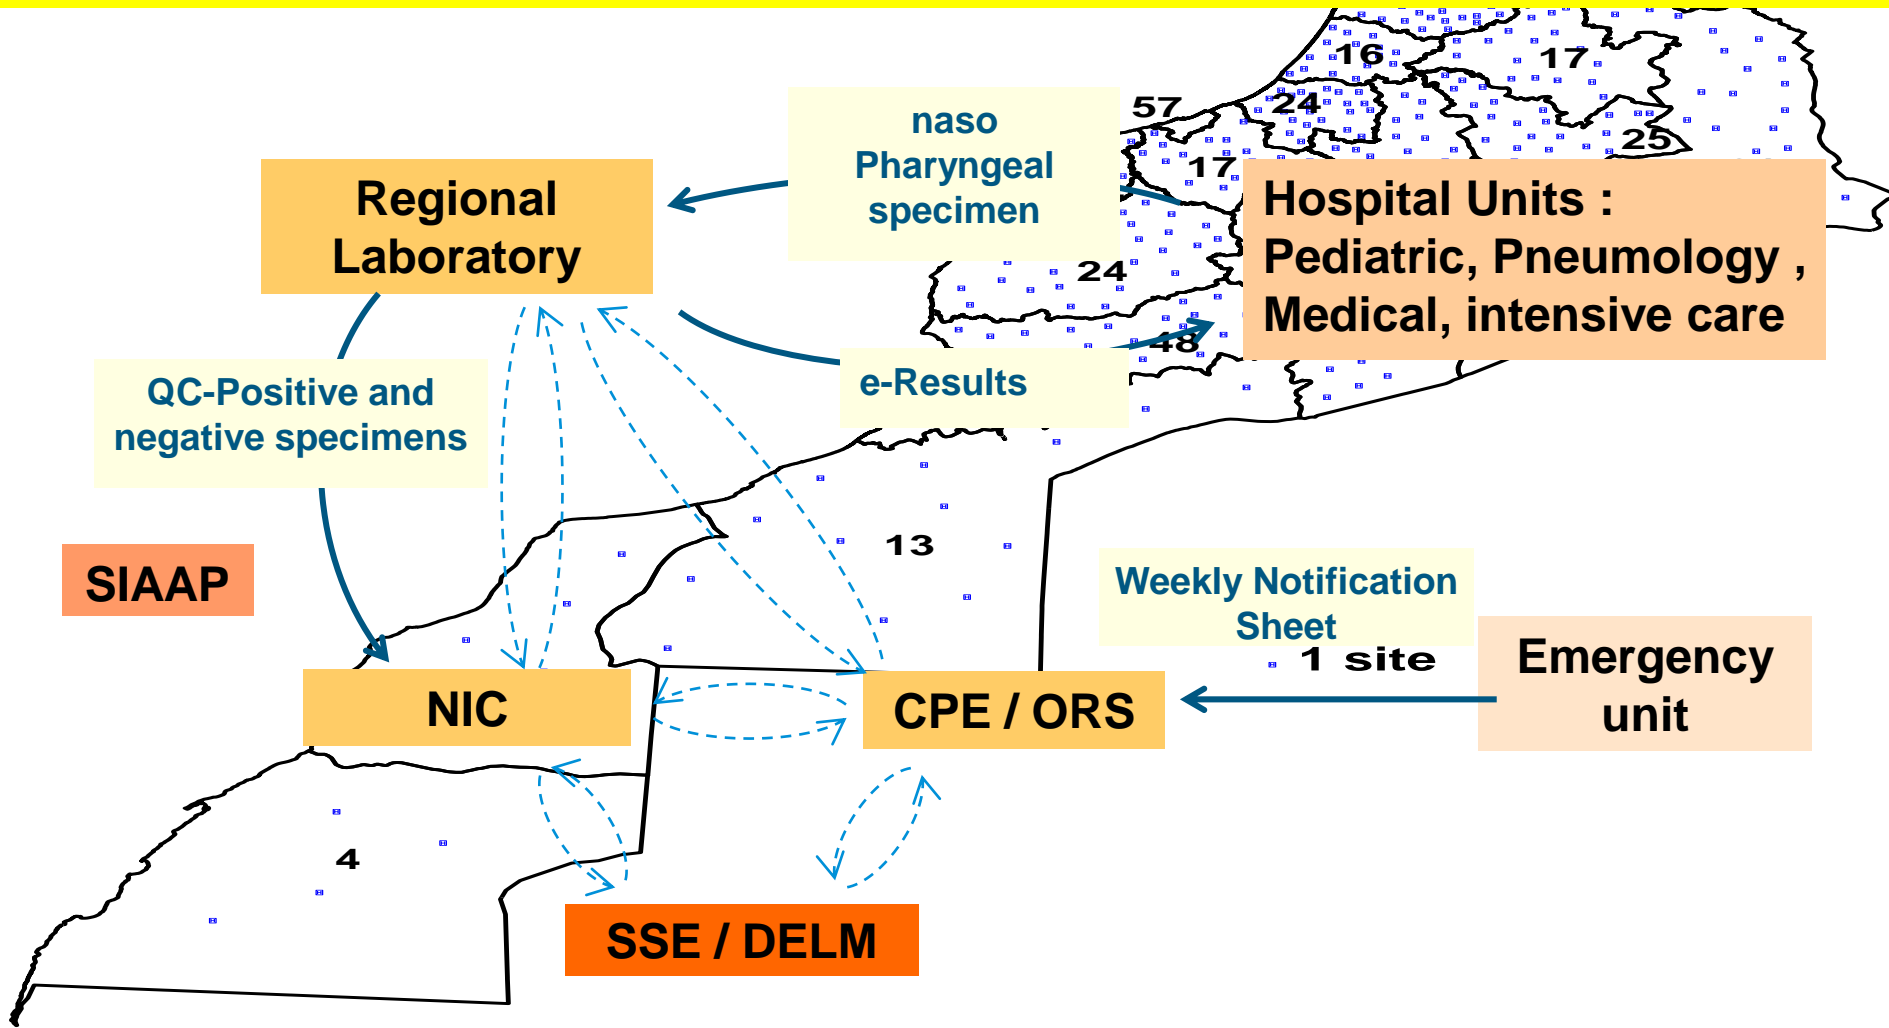 16
17
57
24
25
17
naso
Pharyngeal
specimen
Regional
Laboratory
Hospital Units :
Pediatric, Pneumology ,
Medical, intensive care
24
48
e-Results
QC-Positive and
negative specimens
13
SIAAP
Weekly Notification
Sheet
1 site
Emergency
unit
NIC
CPE / ORS
4
SSE / DELM